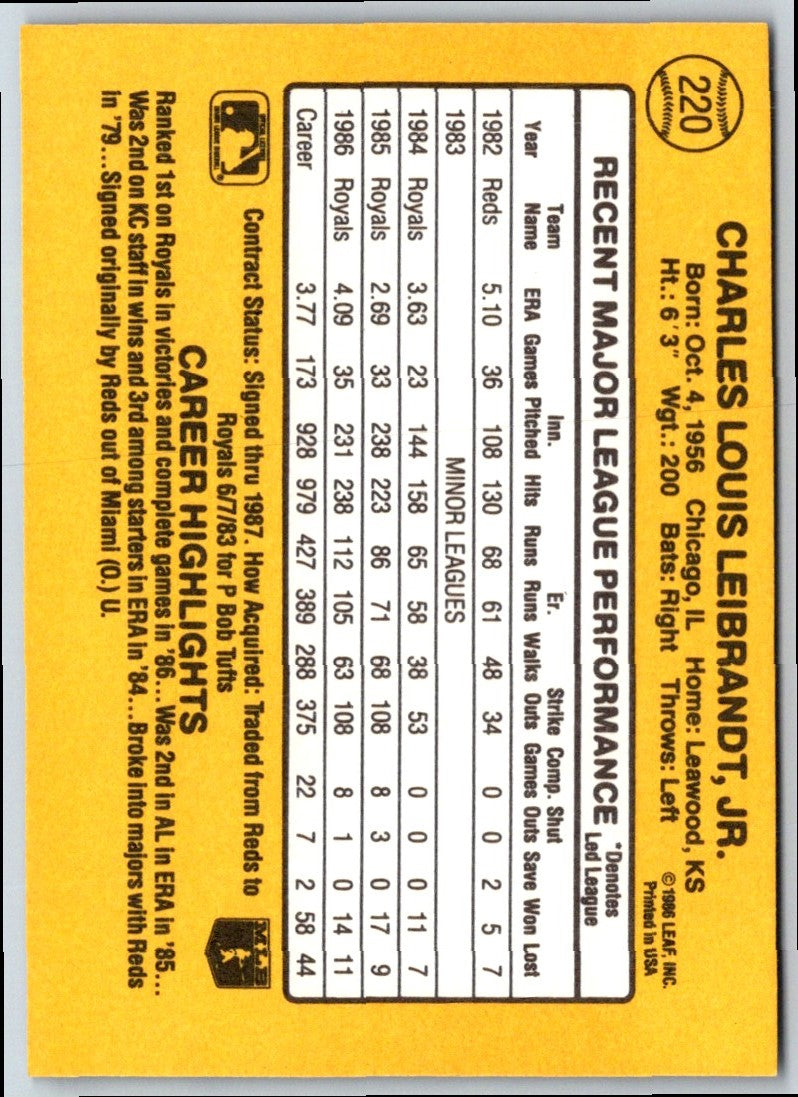 220
CHARLES LOUIS LEIBRANDT, JR.
Born: Oct. 4, 1956 Chicago, IL Home: Leawood, KS
Ht.: 6'3" Wgt.: 200 Bats: Right Throws: Left
© 1986 LEAF, INC.
Printed in USA
RECENT MAJOR LEAGUE PERFORMANCE *Denotes Led League
Team Inn. Er. Strike Comp. Shut
Year Name ERA Games Pitched Hits Runs Runs Walks Outs Games Outs Save Won Lost
1982 Reds 5.10 36 108 130 68 61 48 34 0 0 2 5 7
1983 MINOR LEAGUES
1984 Royals 3.63 23 144 158 65 58 38 53 0 0 0 11 7
1985 Royals 2.69 33 238 223 86 71 68 108 8 3 0 17 9
1986 Royals 4.09 35 231 238 112 105 63 108 8 1 0 14 11
Career 3.77 173 928 979 427 389 288 375 22 7 2 58 44
Contract Status: Signed thru 1987. How Acquired: Traded from Reds to
Royals 6/7/83 for P Bob Tufts
MLB
CAREER HIGHLIGHTS
Ranked 1st on Royals in victories and complete games in '86...Was 2nd in AL in ERA in '85...
Was 2nd on KC staff in wins and 3rd among starters in ERA in '84...Broke into majors with Reds
in '79...Signed originally by Reds out of Miami (O.) U.